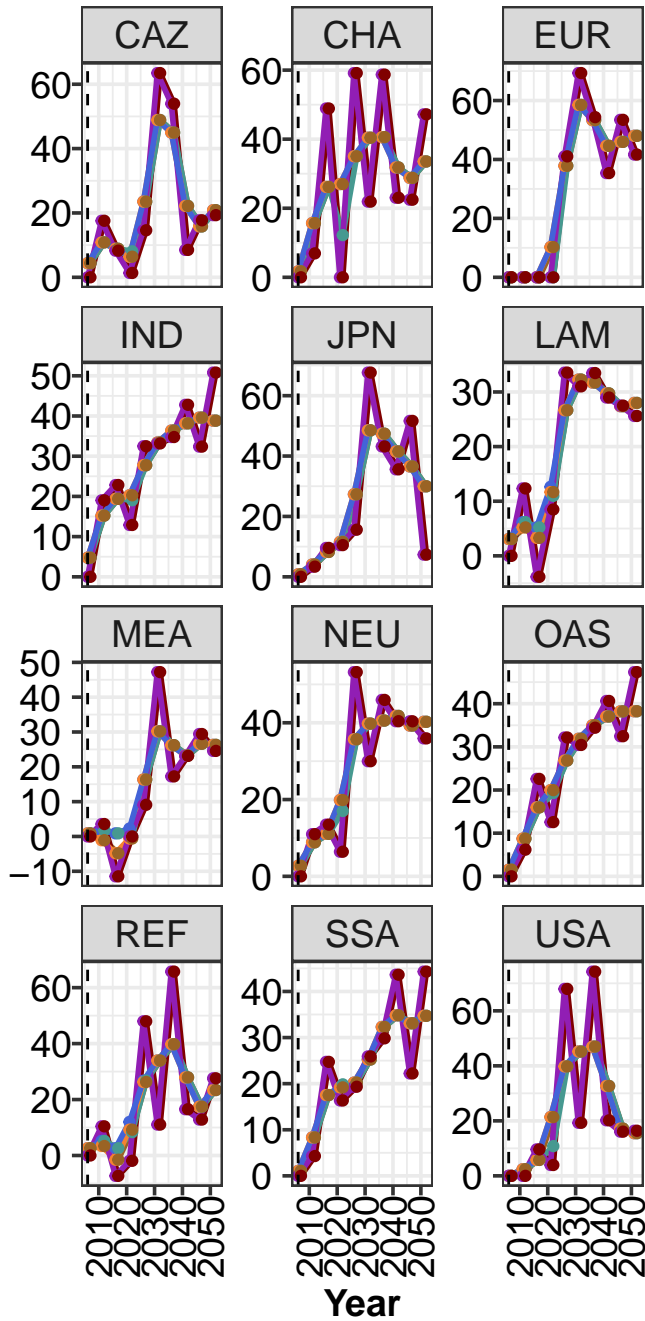 CAZ CHA EUR
60 60 60
40 40 40
20 20 20
0 0 0
IND JPN LAM
50 60 30
40 40 20
30 20 10
20 0 0
10
0
MEA NEU OAS
50 40 40
40 20 30
30 0 20
20 10
10 0
0
−10
REF SSA USA
60 40 60
40 30 40
20 20 20
0 10 0
0
2010 2020 2030 2040 2050 2010 2020 2030 2040 2050 2010 2020 2030 2040 2050
Year